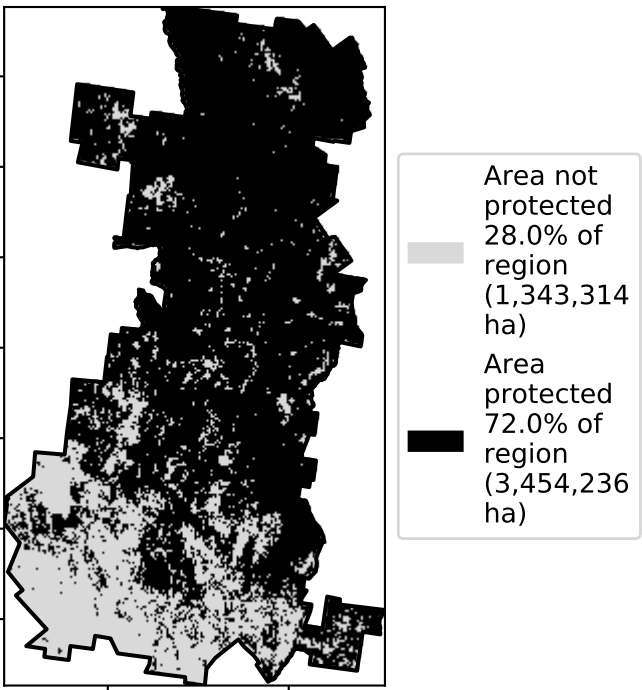 Area not
protected
28.0% of
region
(1,343,314
ha)
Area
protected
72.0% of
region
(3,454,236
ha)